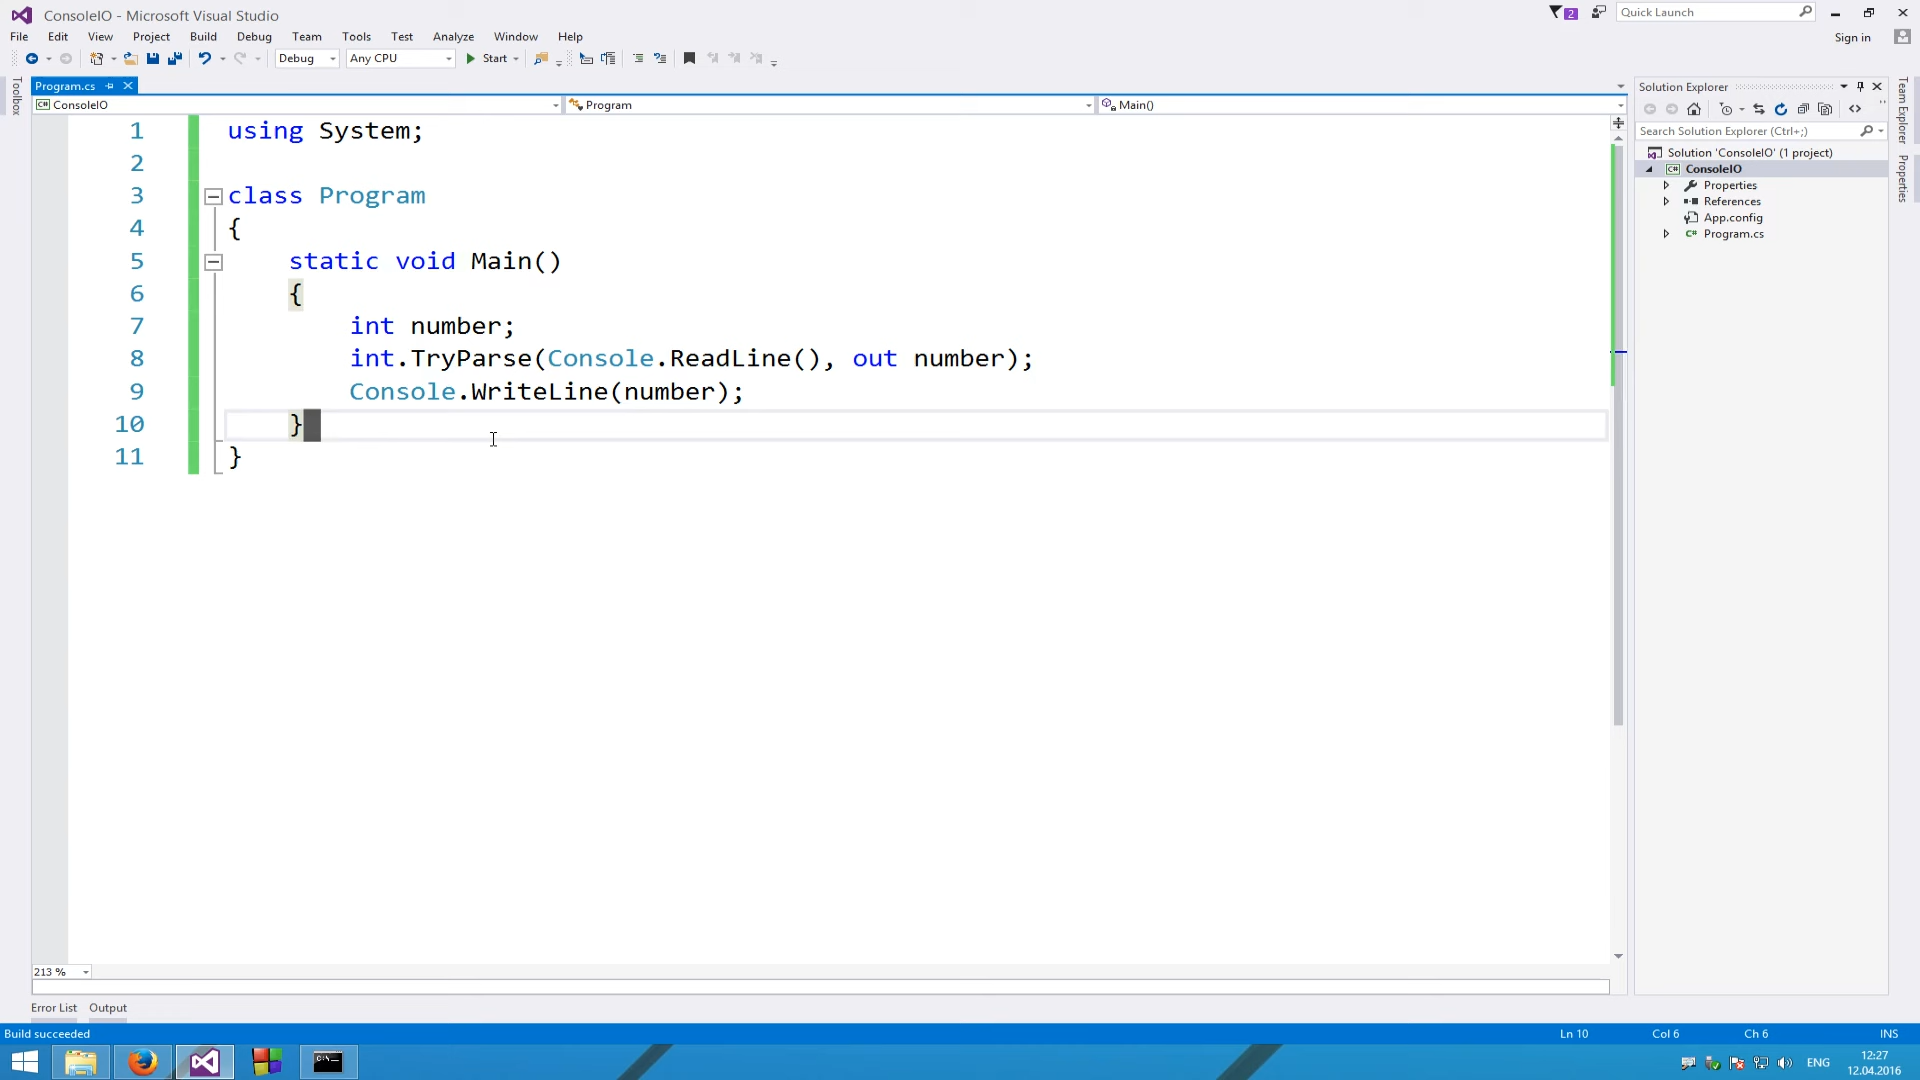 ConsoleIO - Microsoft Visual Studio
2
Quick Launch
File Edit View Project Build Debug Team Tools Test Analyze Window Help
Sign in
Debug Any CPU Start
Toolbox
Program.cs
ConsoleIO Program Main()
1 using System;
2
3 class Program
4 {
5 static void Main()
6 {
7 int number;
8 int.TryParse(Console.ReadLine(), out number);
9 Console.WriteLine(number);
10 }
11 }
Solution Explorer
Search Solution Explorer (Ctrl+;)
Solution 'ConsoleIO' (1 project)
C# ConsoleIO
Properties
References
App.config
C# Program.cs
Team Explorer
Properties
213 %
Error List Output
Build succeeded
Ln 10 Col 6 Ch 6 INS
ENG
12:27
12.04.2016